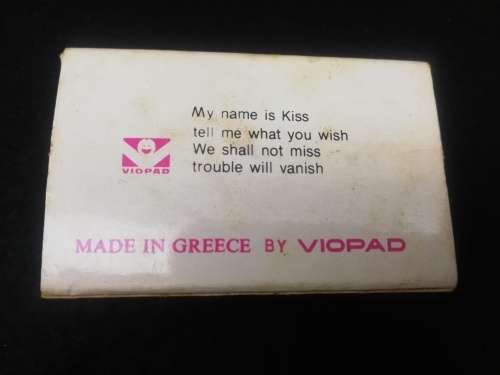 My name is Kiss
tell me what you wish
We shall not miss
trouble will vanish
VIOPAD
MADE IN GREECE BY VIOPAD